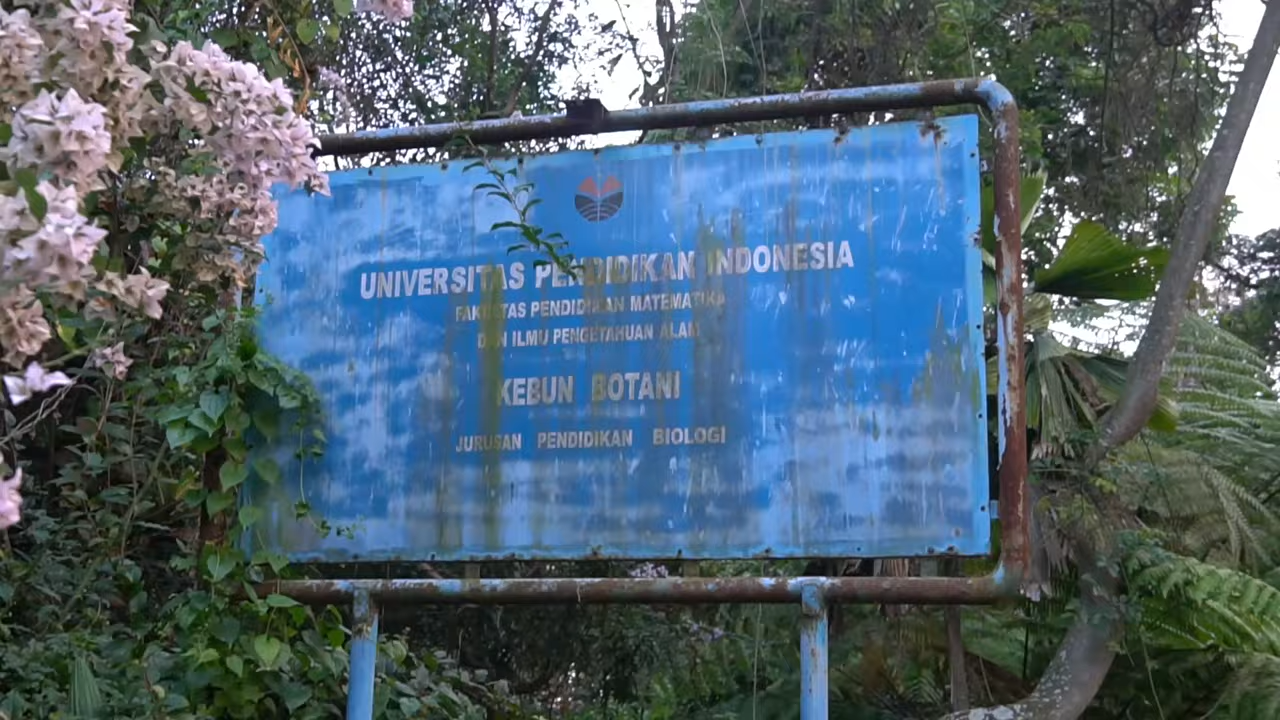 UNIVERSITAS PENDIDIKAN INDONESIA
FAKULTAS PENDIDIKAN MATEMATIKA
DAN ILMU PENGETAHUAN ALAM
KEBUN BOTANI
JURUSAN PENDIDIKAN BIOLOGI